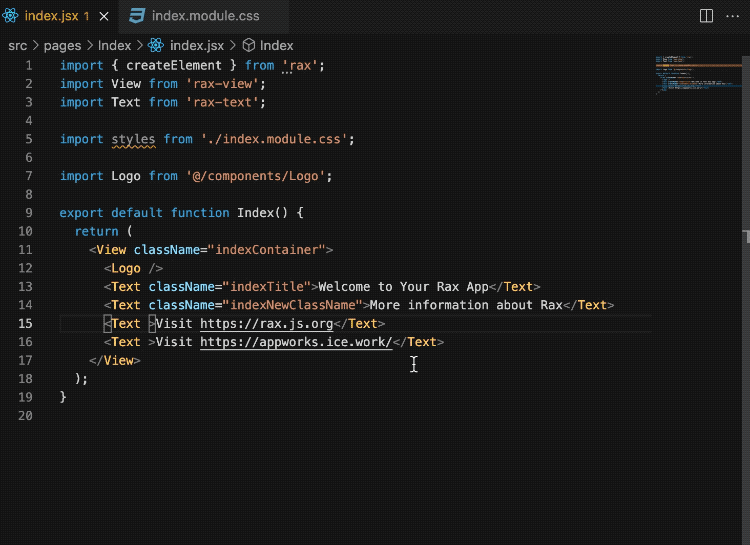 index.jsx 1 × index.module.css ···
src > pages > Index > index.jsx > Index
1 import { createElement } from 'rax';
2 import View from 'rax-view';
3 import Text from 'rax-text';
4
5 import styles from './index.module.css';
6
7 import Logo from '@/components/Logo';
8
9 export default function Index() {
10 return (
11 <View className="indexContainer">
12 <Logo />
13 <Text className="indexTitle">Welcome to Your Rax App</Text>
14 <Text className="indexNewClassName">More information about Rax</Text>
15 <Text >Visit https://rax.js.org</Text>
16 <Text >Visit https://appworks.ice.work/</Text>
17 </View>
18 );
19 }
20